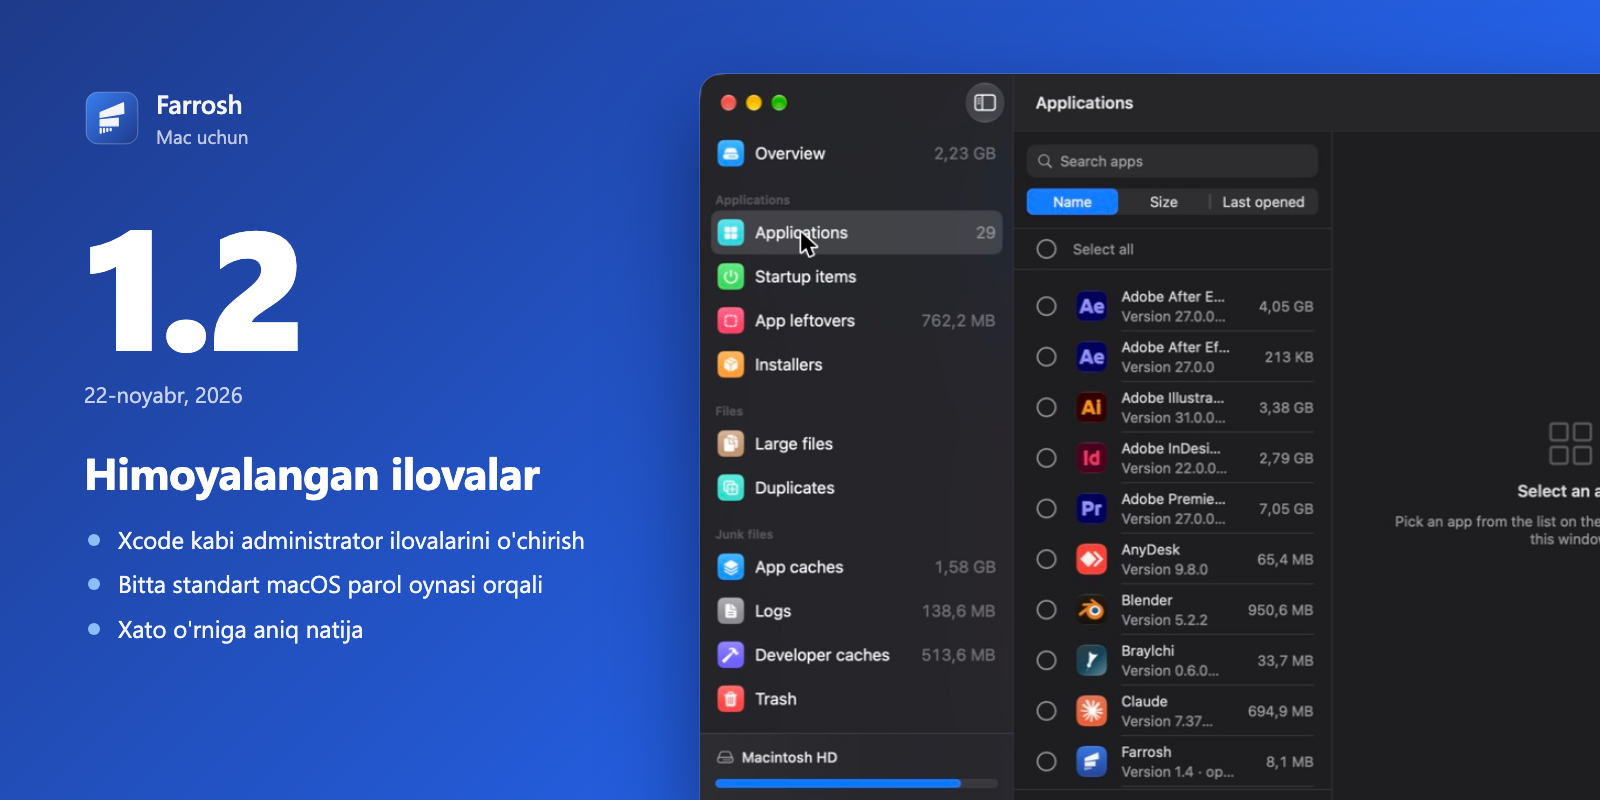 Farrosh
Mac uchun
1.2
22-noyabr, 2026
Himoyalangan ilovalar
Xcode kabi administrator ilovalarini o'chirish
Bitta standart macOS parol oynasi orqali
Xato o'rniga aniq natija
Overview 2,23 GB
Applications
Applications 29
Startup items
App leftovers 762,2 MB
Installers
Files
Large files
Duplicates
Junk files
App caches 1,58 GB
Logs 138,6 MB
Developer caches 513,6 MB
Trash
Macintosh HD
Applications
Search apps
Name Size Last opened
Select all
Ae Adobe After E... 4,05 GB
Version 27.0.0...
Ae Adobe After Ef... 213 KB
Version 27.0.0
Ai Adobe Illustra... 3,38 GB
Version 31.0.0...
Id Adobe InDesi... 2,79 GB
Version 22.0.0...
Pr Adobe Premie... 7,05 GB
Version 27.0.0...
AnyDesk 65,4 MB
Version 9.8.0
Blender 950,6 MB
Version 5.2.2
Braylchi 33,7 MB
Version 0.6.0...
Claude 694,9 MB
Version 7.37...
Farrosh 8,1 MB
Version 1.4 · op...
Select an a
Pick an app from the list on the
this windo